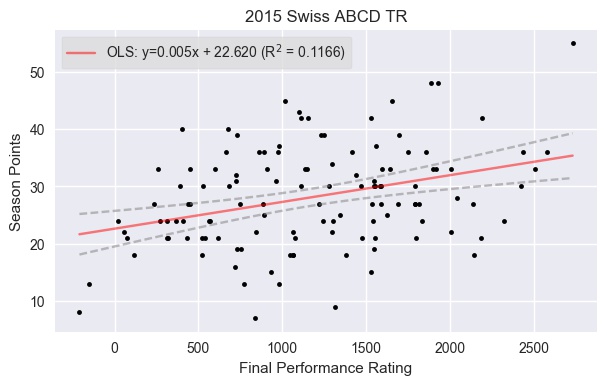 2015 Swiss ABCD TR
OLS: y=0.005x + 22.620 (R² = 0.1166)
Season Points
50
40
30
20
10
0
500
1000
1500
2000
2500
Final Performance Rating